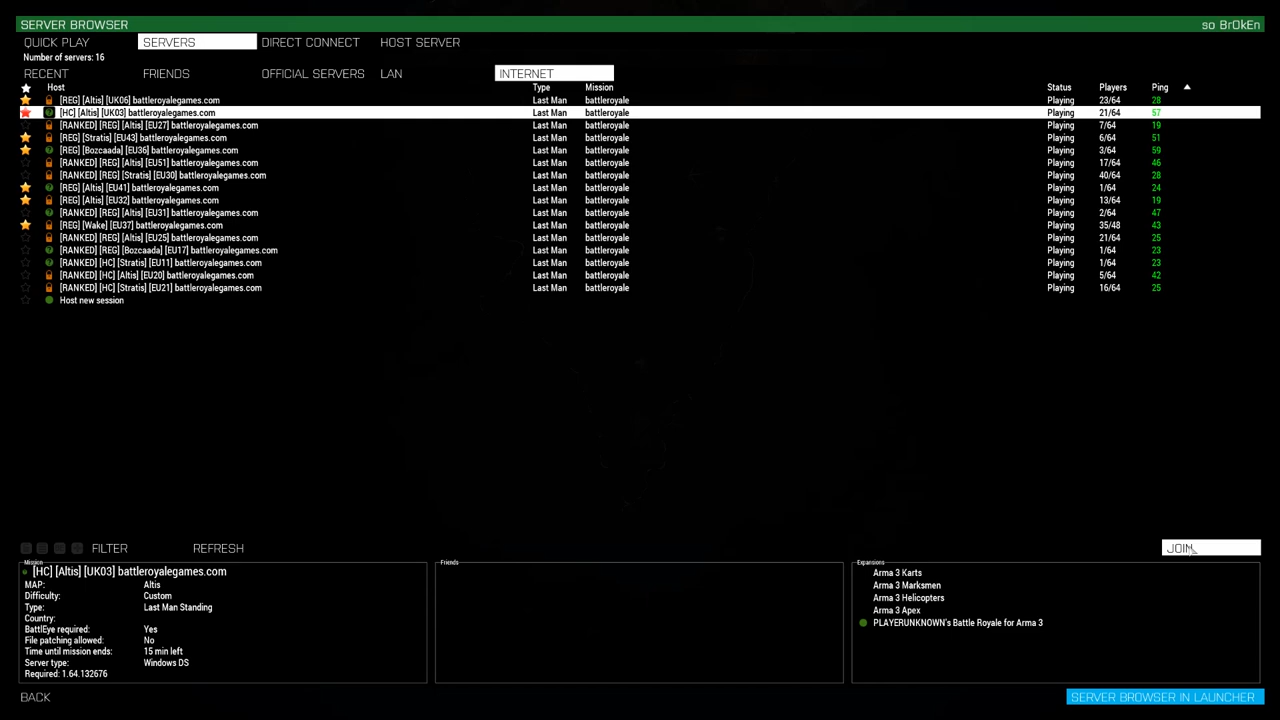 SERVER BROWSER so BrOkEn
QUICK PLAY SERVERS DIRECT CONNECT HOST SERVER
Number of servers: 16
RECENT FRIENDS OFFICIAL SERVERS LAN INTERNET
Host Type Mission Status Players Ping
[REG] [Altis] [UK06] battleroyalegames.com Last Man battleroyale Playing 23/64 28
[HC] [Altis] [UK03] battleroyalegames.com Last Man battleroyale Playing 21/64 57
[RANKED] [REG] [Altis] [EU27] battleroyalegames.com Last Man battleroyale Playing 7/64 19
[REG] [Stratis] [EU43] battleroyalegames.com Last Man battleroyale Playing 6/64 51
[REG] [Bozcaada] [EU36] battleroyalegames.com Last Man battleroyale Playing 3/64 59
[RANKED] [REG] [Altis] [EU51] battleroyalegames.com Last Man battleroyale Playing 17/64 46
[RANKED] [REG] [Stratis] [EU30] battleroyalegames.com Last Man battleroyale Playing 40/64 28
[REG] [Altis] [EU41] battleroyalegames.com Last Man battleroyale Playing 1/64 24
[REG] [Altis] [EU32] battleroyalegames.com Last Man battleroyale Playing 13/64 19
[RANKED] [REG] [Altis] [EU31] battleroyalegames.com Last Man battleroyale Playing 2/64 47
[REG] [Wake] [EU37] battleroyalegames.com Last Man battleroyale Playing 35/48 43
[RANKED] [REG] [Altis] [EU25] battleroyalegames.com Last Man battleroyale Playing 21/64 25
[RANKED] [REG] [Bozcaada] [EU17] battleroyalegames.com Last Man battleroyale Playing 1/64 23
[RANKED] [HC] [Stratis] [EU11] battleroyalegames.com Last Man battleroyale Playing 1/64 23
[RANKED] [HC] [Altis] [EU20] battleroyalegames.com Last Man battleroyale Playing 5/64 42
[RANKED] [HC] [Stratis] [EU21] battleroyalegames.com Last Man battleroyale Playing 16/64 25
Host new session
FILTER REFRESH JOIN
Mission
[HC] [Altis] [UK03] battleroyalegames.com
MAP: Altis
Difficulty: Custom
Type: Last Man Standing
Country:
BattlEye required: Yes
File patching allowed: No
Time until mission ends: 15 min left
Server type: Windows DS
Required: 1.64.132676
Friends
Expansions
Arma 3 Karts
Arma 3 Marksmen
Arma 3 Helicopters
Arma 3 Apex
PLAYERUNKNOWN's Battle Royale for Arma 3
BACK SERVER BROWSER IN LAUNCHER